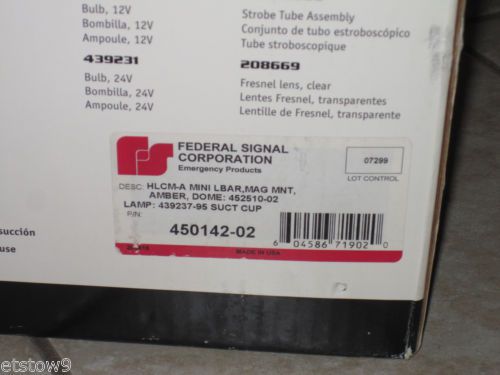 Bulb, 12V
Bombilla, 12V
Ampoule, 12V
439231
Bulb, 24V
Bombilla, 24V
Ampoule, 24V
Strobe Tube Assembly
Conjunto de tubo estroboscópico
Tube stroboscopique
208669
Fresnel lens, clear
Lentes Fresnel, transparentes
Lentille de Fresnel, transparentes
FEDERAL SIGNAL
CORPORATION
Emergency Products
07299
LOT CONTROL
DESC: HLCM-A MINI LBAR,MAG MNT,
AMBER, DOME: 452510-02
LAMP: 439237-95 SUCT CUP
P/N:
450142-02
6 04586 71902 0
MADE IN USA
succión
use
etstow9